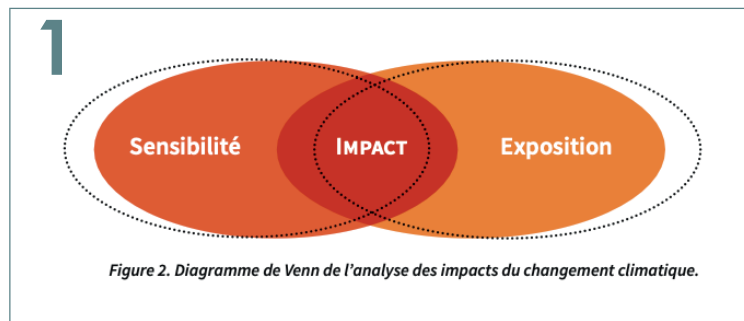 1
Sensibilité IMPACT Exposition
Figure 2. Diagramme de Venn de l'analyse des impacts du changement climatique.